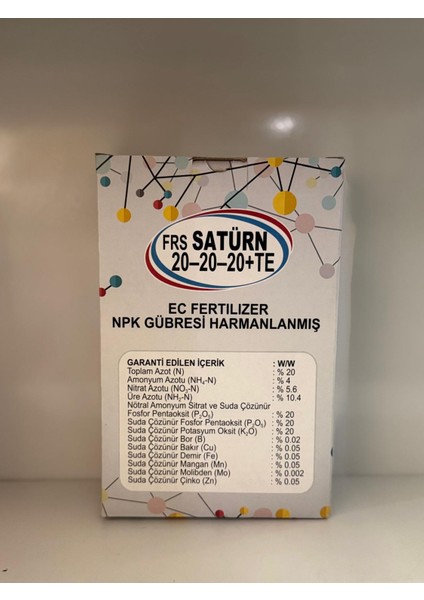 FRS SATÜRN
20–20–20+TE
EC FERTILIZER
NPK GÜBRESİ HARMANLANMIŞ
GARANTİ EDİLEN İÇERİK : W/W
Toplam Azot (N) : % 20
Amonyum Azotu (NH₄-N) : % 4
Nitrat Azotu (NO₃-N) : % 5.6
Üre Azotu (NH₂-N) : % 10.4
Nötral Amonyum Sitrat ve Suda Çözünür
Fosfor Pentaoksit (P₂O₅) : % 20
Suda Çözünür Fosfor Pentaoksit (P₂O₅) : % 20
Suda Çözünür Potasyum Oksit (K₂O) : % 20
Suda Çözünür Bor (B) : % 0.02
Suda Çözünür Bakır (Cu) : % 0.05
Suda Çözünür Demir (Fe) : % 0.05
Suda Çözünür Mangan (Mn) : % 0.05
Suda Çözünür Molibden (Mo) : % 0.002
Suda Çözünür Çinko (Zn) : % 0.05